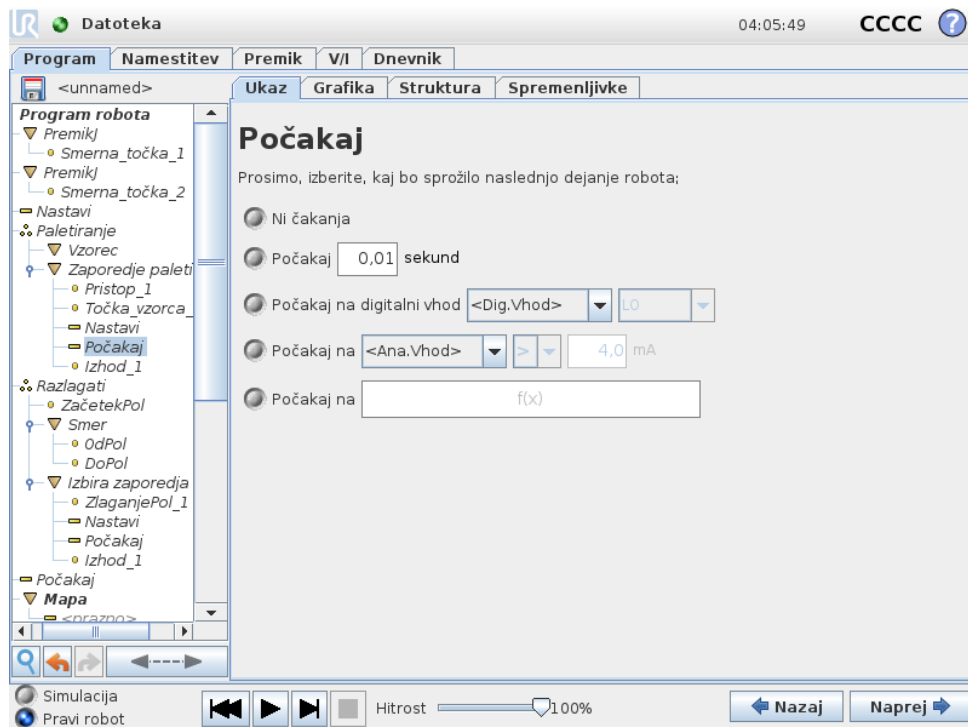 UR Datoteka 04:05:49 CCCC ?
Program Namestitev Premik V/I Dnevnik
<unnamed>
Ukaz Grafika Struktura Spremenljivke
Program robota
PremikJ
Smerna_točka_1
PremikJ
Smerna_točka_2
Nastavi
Paletiranje
Vzorec
Zaporedje paleti
Pristop_1
Točka_vzorca_
Nastavi
Počakaj
Izhod_1
Razlagati
ZačetekPol
Smer
OdPol
DoPol
Izbira zaporedja
ZlaganjePol_1
Nastavi
Počakaj
Izhod_1
Počakaj
Mapa
<prazno>
Počakaj
Prosimo, izberite, kaj bo sprožilo naslednjo dejanje robota;
Ni čakanja
Počakaj 0,01 sekund
Počakaj na digitalni vhod <Dig.Vhod> LO
Počakaj na <Ana.Vhod> > 4,0 mA
Počakaj na f(x)
Simulacija
Pravi robot
Hitrost 100%
Nazaj Naprej